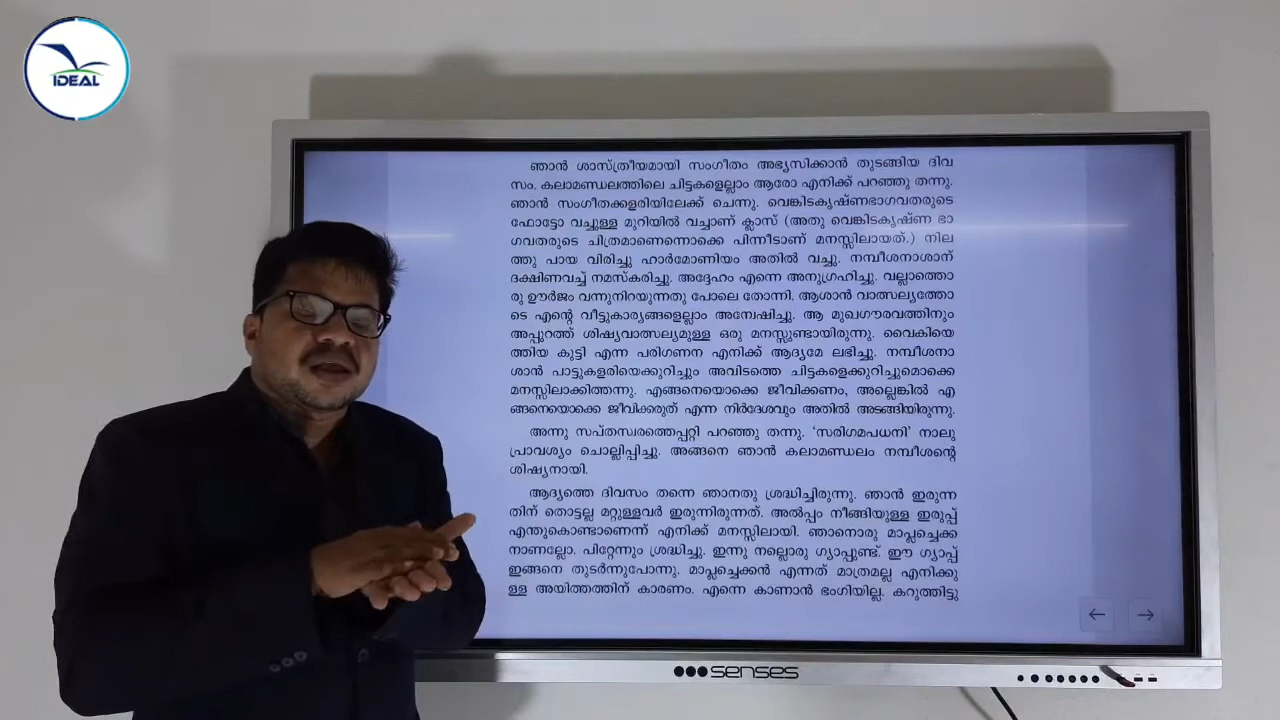 IDEAL
ഞാൻ ശാസ്ത്രീയമായി സംഗീതം അഭ്യസിക്കാൻ തുടങ്ങിയ ദിവ
സം. കലാമണ്ഡലത്തിലെ ചിട്ടകളെല്ലാം ആരോ എനിക്ക് പറഞ്ഞു തന്നു.
ഞാൻ സംഗീതക്കളരിയിലേക്ക് ചെന്നു. വെങ്കിടകൃഷ്ണഭാഗവതരുടെ
ഫോട്ടോ വച്ചുള്ള മുറിയിൽ വച്ചാണ് ക്ലാസ് (അതു വെങ്കിടകൃഷ്ണ ഭാ
ഗവതരുടെ ചിത്രമാണെന്നൊക്കെ പിന്നീടാണ് മനസ്സിലായത്.) നില
ത്തു പായ വിരിച്ചു ഹാർമോണിയം അതിൽ വച്ചു. നമ്പീശനാശാന്
ദക്ഷിണവച്ച് നമസ്കരിച്ചു. അദ്ദേഹം എന്നെ അനുഗ്രഹിച്ചു. വല്ലാത്തൊ
രു ഊർജം വന്നുനിറയുന്നതു പോലെ തോന്നി. ആശാൻ വാത്സല്യത്തോ
ടെ എന്റെ വീട്ടുകാര്യങ്ങളെല്ലാം അന്വേഷിച്ചു. ആ മുഖഗൗരവത്തിനും
അപ്പുറത്ത് ശിഷ്യവാത്സല്യമുള്ള ഒരു മനസ്സുണ്ടായിരുന്നു. വൈകിയെ
ത്തിയ കുട്ടി എന്ന പരിഗണന എനിക്ക് ആദ്യമേ ലഭിച്ചു. നമ്പീശനാ
ശാൻ പാട്ടുകളരിയെക്കുറിച്ചും അവിടത്തെ ചിട്ടകളെക്കുറിച്ചുമൊക്കെ
മനസ്സിലാക്കിത്തന്നു. എങ്ങനെയൊക്കെ ജീവിക്കണം, അല്ലെങ്കിൽ എ
ങ്ങനെയൊക്കെ ജീവിക്കരുത് എന്ന നിർദേശവും അതിൽ അടങ്ങിയിരുന്നു.
അന്നു സപ്തസ്വരത്തെപ്പറ്റി പറഞ്ഞു തന്നു. ‘സരിഗമപധനി’ നാലു
പ്രാവശ്യം ചൊല്ലിപ്പിച്ചു. അങ്ങനെ ഞാൻ കലാമണ്ഡലം നമ്പീശന്റെ
ശിഷ്യനായി.
ആദ്യത്തെ ദിവസം തന്നെ ഞാനതു ശ്രദ്ധിച്ചിരുന്നു. ഞാൻ ഇരുന്ന
തിന് തൊട്ടല്ല മറ്റുള്ളവർ ഇരുന്നിരുന്നത്. അൽപ്പം നീങ്ങിയുള്ള ഇരുപ്പ്
എന്തുകൊണ്ടാണെന്ന് എനിക്ക് മനസ്സിലായി. ഞാനൊരു മാപ്ലച്ചെക്ക
നാണല്ലോ. പിറ്റേന്നും ശ്രദ്ധിച്ചു. ഇന്നു നല്ലൊരു ഗ്യാപ്പുണ്ട്. ഈ ഗ്യാപ്പ്
ഇങ്ങനെ തുടർന്നുപോന്നു. മാപ്ലച്ചെക്കൻ എന്നത് മാത്രമല്ല എനിക്കു
ള്ള അയിത്തത്തിന് കാരണം. എന്നെ കാണാൻ ഭംഗിയില്ല. കറുത്തിട്ടു
senses